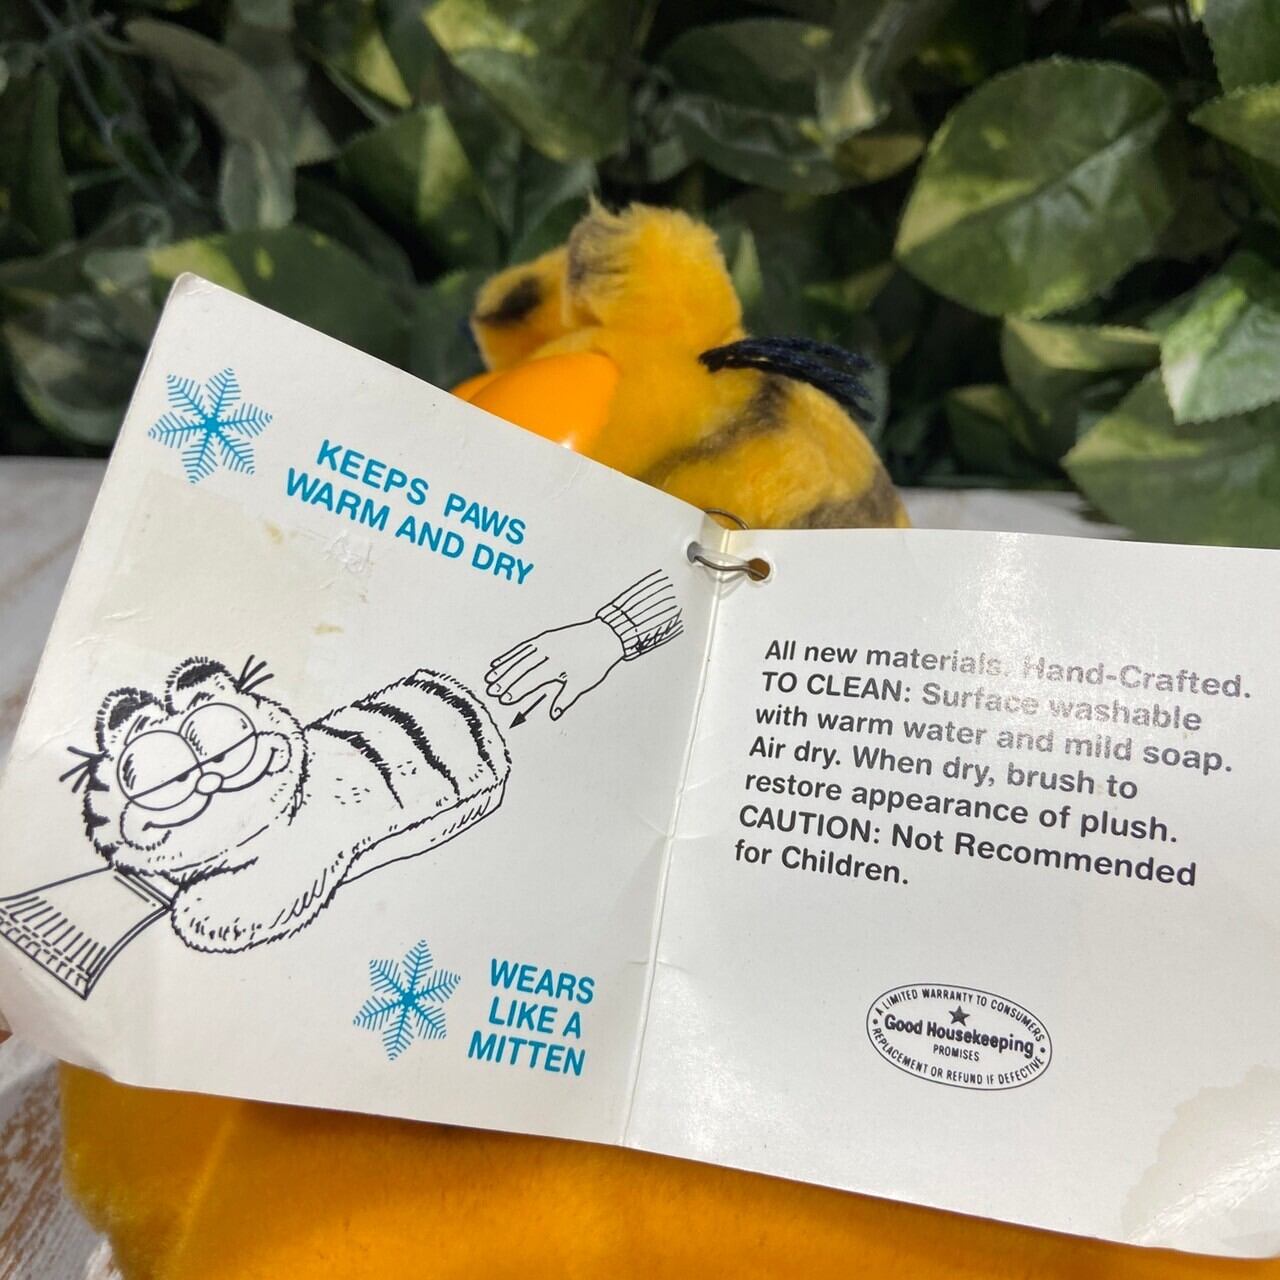 KEEPS PAWS
WARM AND DRY
WEARS
LIKE A
MITTEN
All new materials. Hand-Crafted.
TO CLEAN: Surface washable
with warm water and mild soap.
Air dry. When dry, brush to
restore appearance of plush.
CAUTION: Not Recommended
for Children.
A LIMITED WARRANTY TO CONSUMERS
Good Housekeeping
PROMISES
REPLACEMENT OR REFUND IF DEFECTIVE